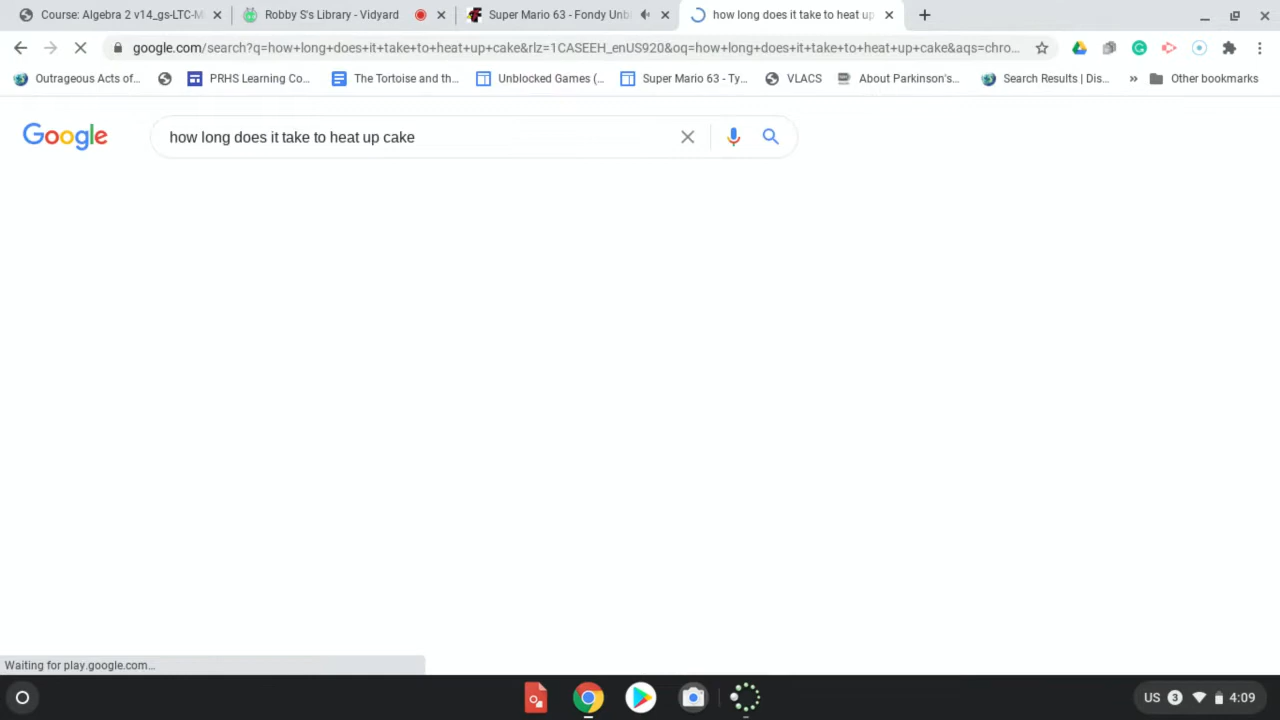 Course: Algebra 2 v14_gs-LTC-M
Robby S's Library - Vidyard
Super Mario 63 - Fondy Unbl
how long does it take to heat up
google.com/search?q=how+long+does+it+take+to+heat+up+cake&rlz=1CASEEH_enUS920&oq=how+long+does+it+take+to+heat+up+cake&aqs=chro...
Outrageous Acts of...
PRHS Learning Co...
The Tortoise and th...
Unblocked Games (...
Super Mario 63 - Ty...
VLACS
About Parkinson's...
Search Results | Dis...
»
Other bookmarks
Google
how long does it take to heat up cake
Waiting for play.google.com...
US 3 4:09